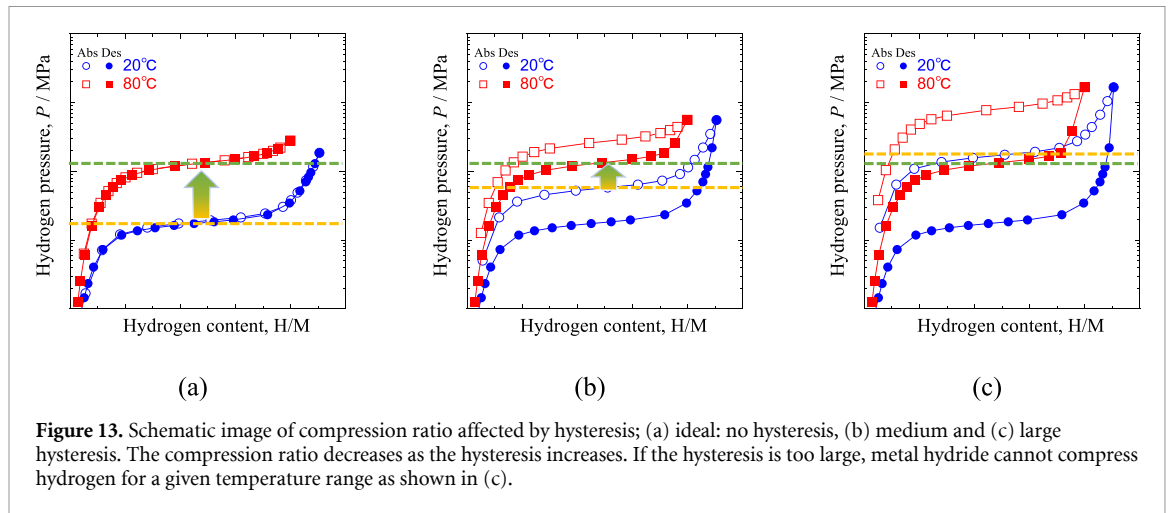 Hydrogen pressure, P / MPa
Abs Des
20℃
80℃
Hydrogen content, H/M
(a)
Hydrogen pressure, P / MPa
Abs Des
20℃
80℃
Hydrogen content, H/M
(b)
Hydrogen pressure, P / MPa
Abs Des
20℃
80℃
Hydrogen content, H/M
(c)
Figure 13. Schematic image of compression ratio affected by hysteresis; (a) ideal: no hysteresis, (b) medium and (c) large
hysteresis. The compression ratio decreases as the hysteresis increases. If the hysteresis is too large, metal hydride cannot compress
hydrogen for a given temperature range as shown in (c).